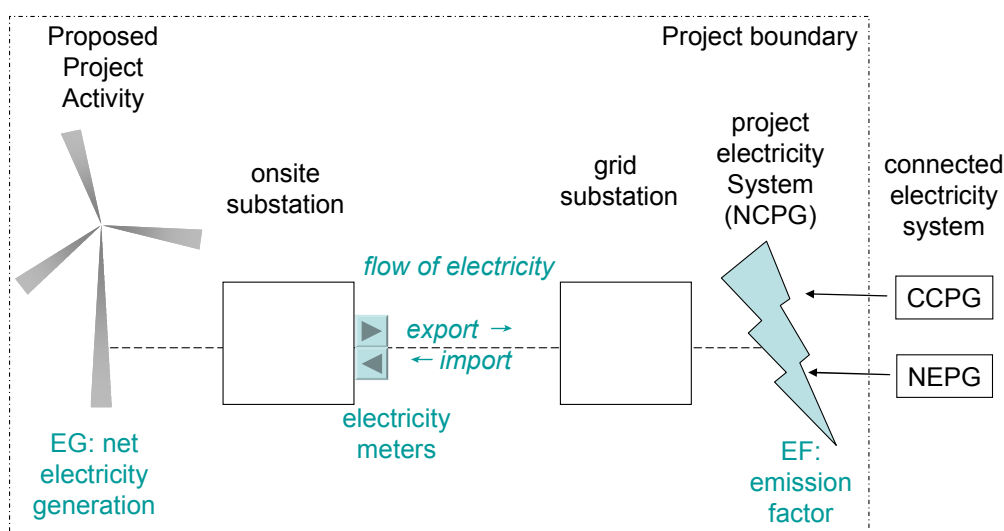 Proposed
Project
Activity
Project boundary
onsite
substation
grid
substation
project
electricity
System
(NCPG)
connected
electricity
system
flow of electricity
export →
← import
CCPG
NEPG
electricity
meters
EG: net
electricity
generation
EF:
emission
factor